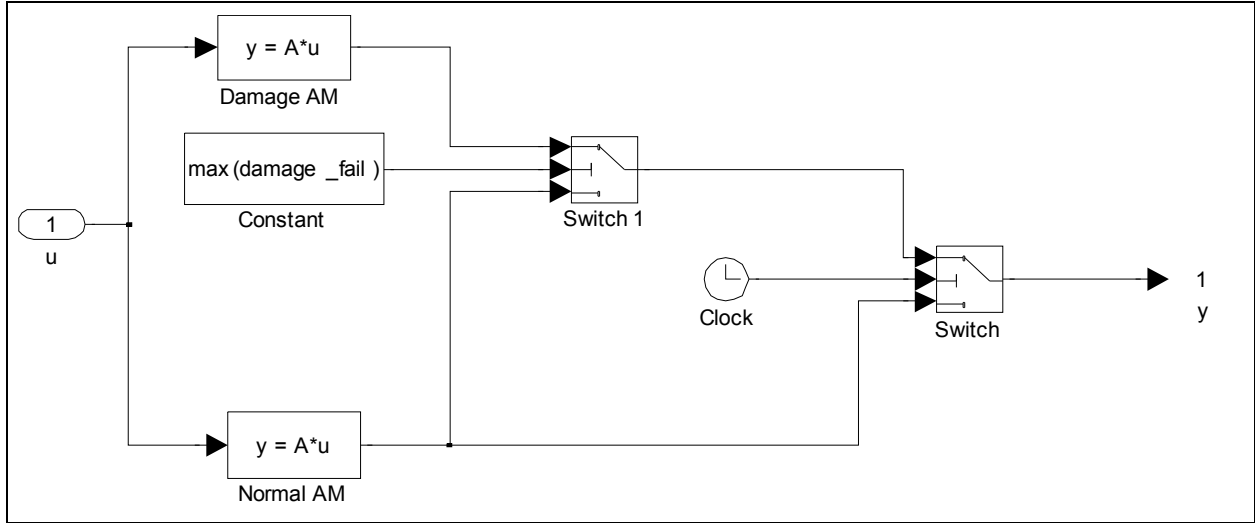 y = A*u
Damage AM
max (damage _fail )
Constant
Switch 1
1
u
Clock
Switch
1
y
y = A*u
Normal AM